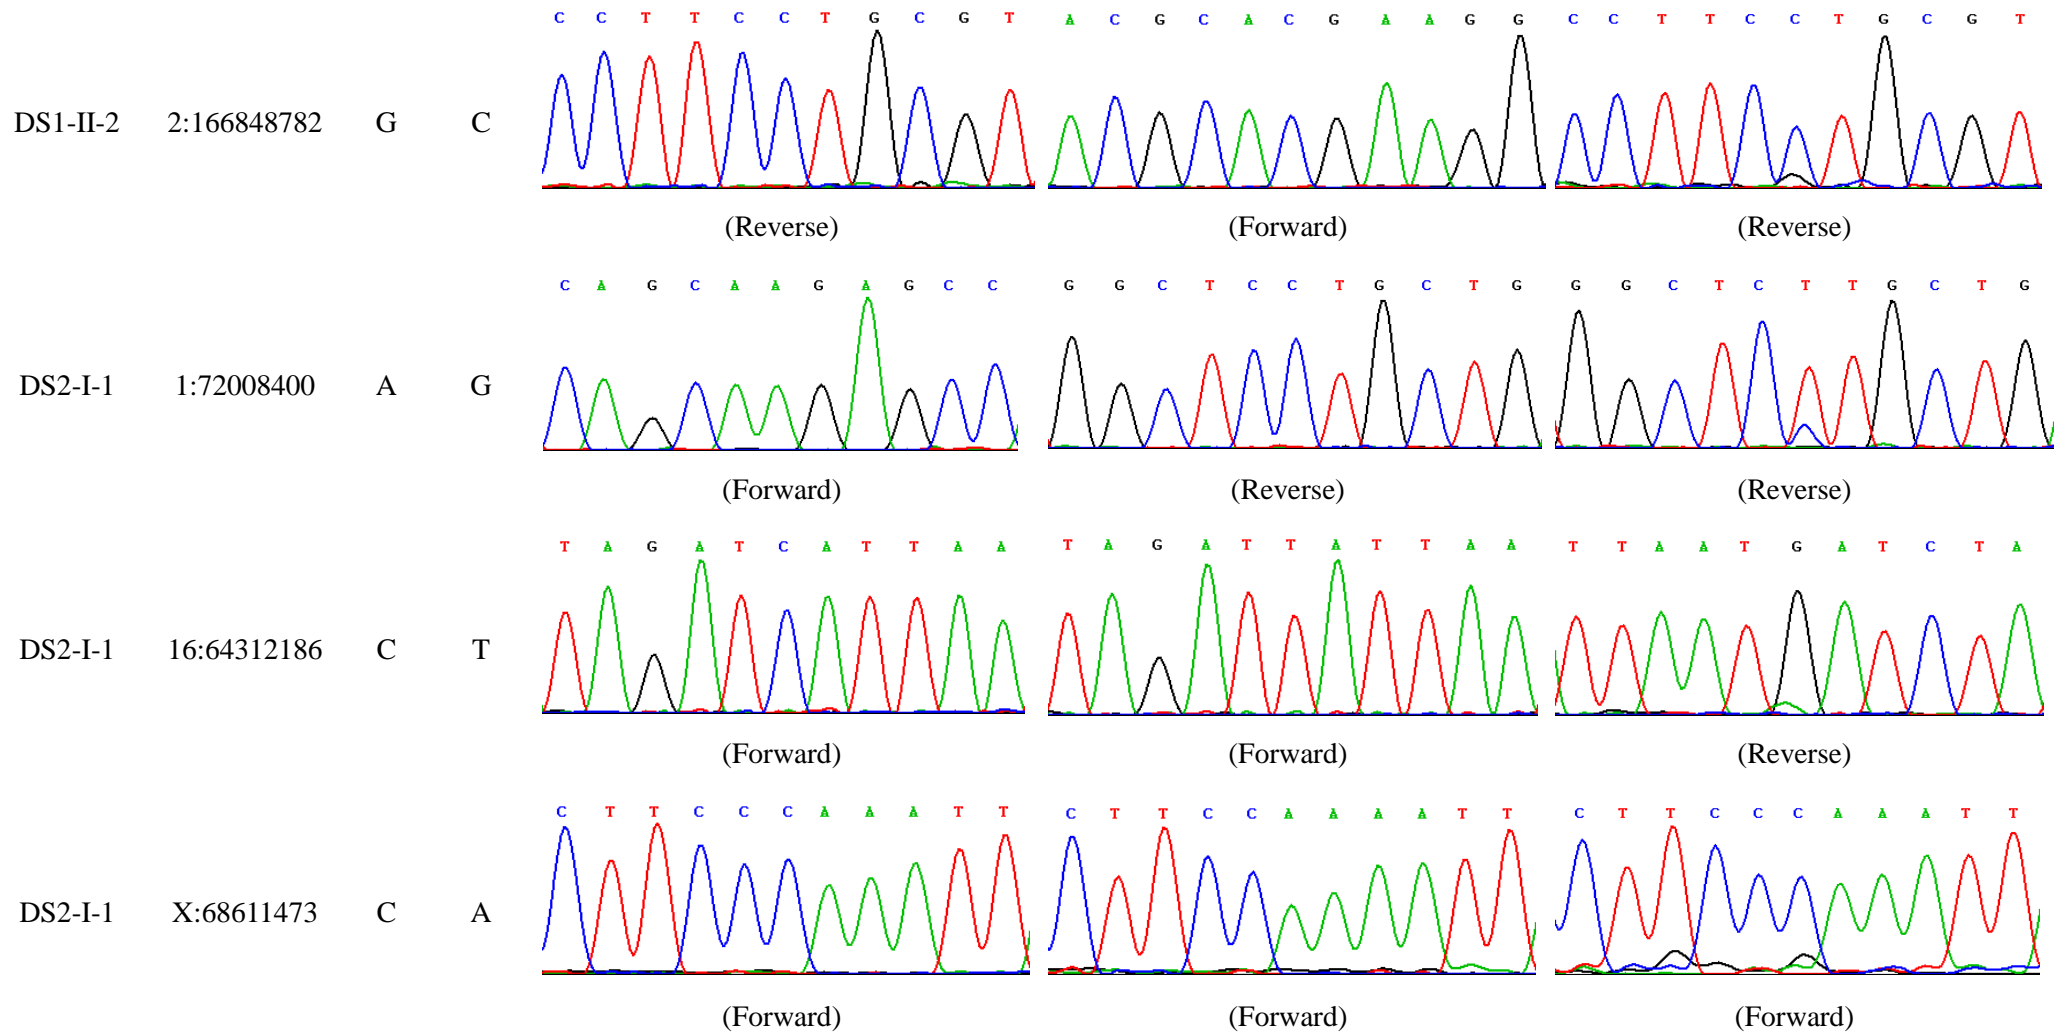 C C T T C C T G C G T A C G C A C G A A G G C C T T C C T G C G T
DS1-II-2 2:166848782 G C
(Reverse) (Forward) (Reverse)
C A G C A A G A G C C G G C T C C T G C T G G G C T C T T G C T G
DS2-I-1 1:72008400 A G
(Forward) (Reverse) (Reverse)
T A G A T C A T T A A T A G A T T A T T A A T T A A T G A T C T A
DS2-I-1 16:64312186 C T
(Forward) (Forward) (Reverse)
C T T C C C A A A T T C T T C C A A A A T T C T T C C C A A A T T
DS2-I-1 X:68611473 C A
(Forward) (Forward) (Forward)